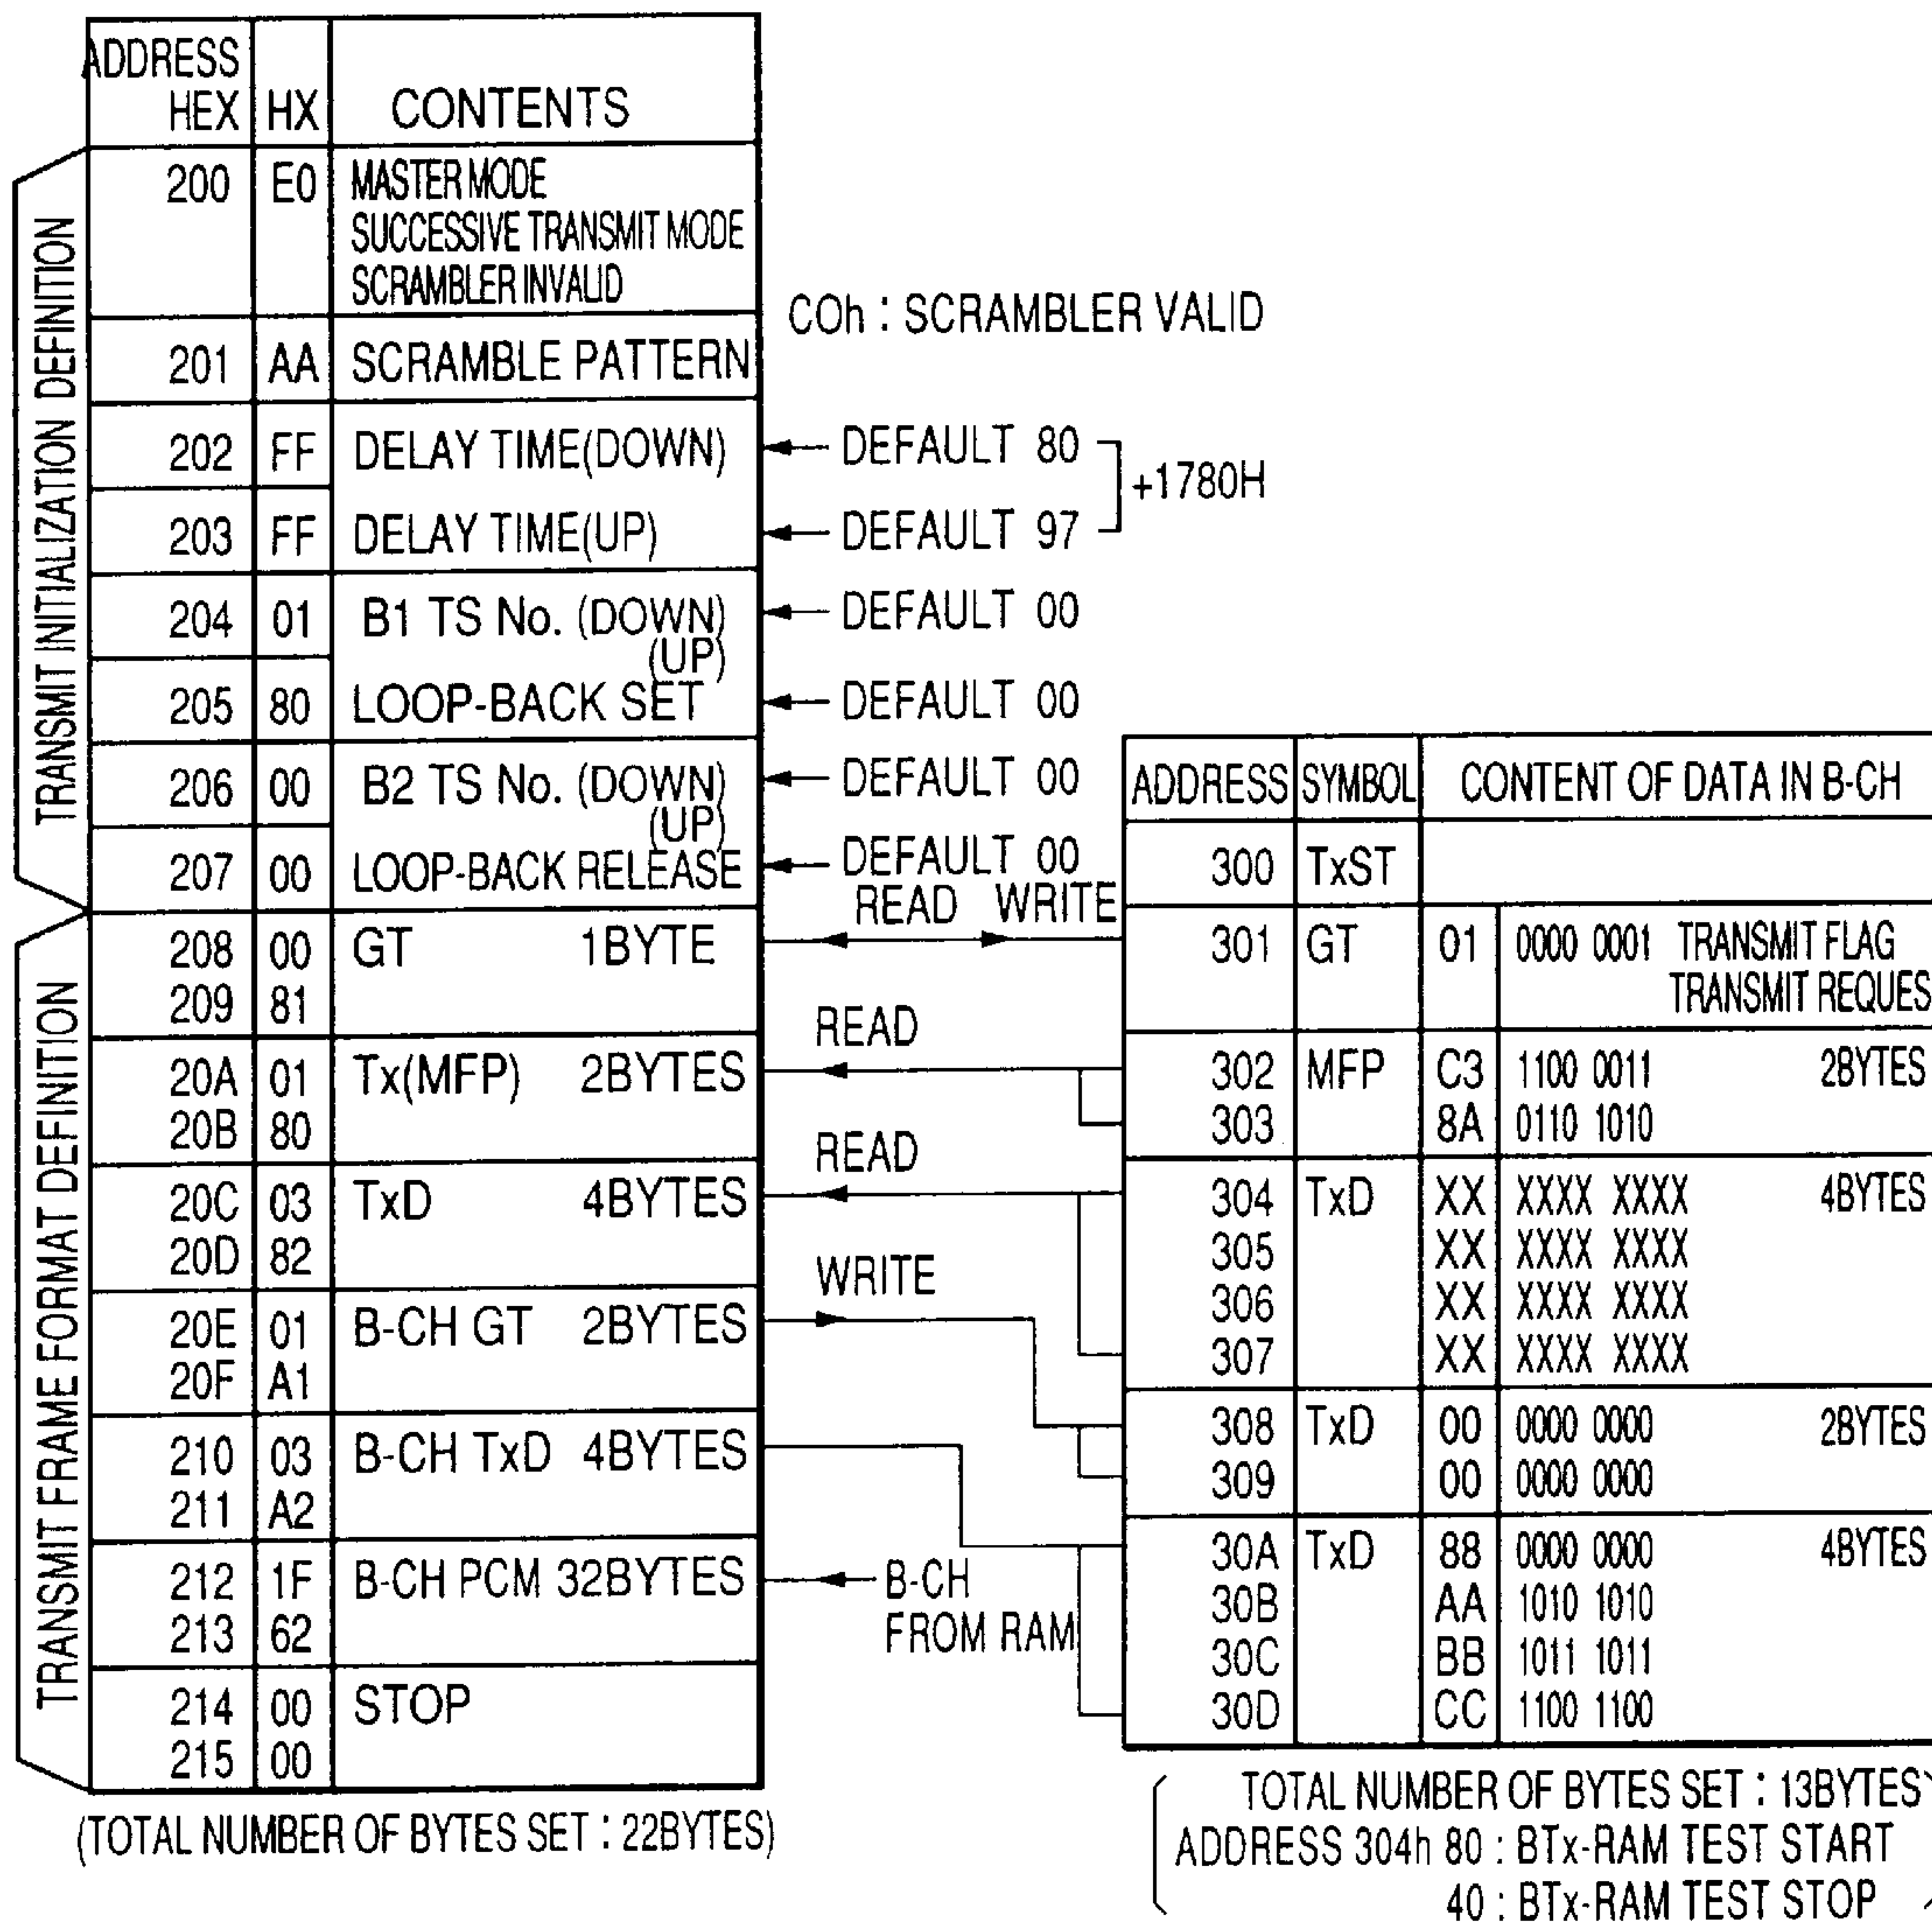 ADDRESS
HEX HX CONTENTS
TRANSMIT INITIALIZATION DEFINITION
200 E0 MASTER MODE
SUCCESSIVE TRANSMIT MODE
SCRAMBLER INVALID
COh : SCRAMBLER VALID
201 AA SCRAMBLE PATTERN
202 FF DELAY TIME(DOWN) DEFAULT 80
+1780H
203 FF DELAY TIME(UP) DEFAULT 97
204 01 B1 TS No. (DOWN) DEFAULT 00
(UP)
205 80 LOOP-BACK SET DEFAULT 00
206 00 B2 TS No. (DOWN) DEFAULT 00
(UP)
207 00 LOOP-BACK RELEASE DEFAULT 00
TRANSMIT FRAME FORMAT DEFINITION
READ WRITE
208 00 GT 1BYTE
209 81
READ
20A 01 Tx(MFP) 2BYTES
20B 80
READ
20C 03 TxD 4BYTES
20D 82
WRITE
20E 01 B-CH GT 2BYTES
20F A1
210 03 B-CH TxD 4BYTES
211 A2
212 1F B-CH PCM 32BYTES B-CH
213 62 FROM RAM
214 00 STOP
215 00
(TOTAL NUMBER OF BYTES SET : 22BYTES)
ADDRESS SYMBOL CONTENT OF DATA IN B-CH
300 TxST
301 GT 01 0000 0001 TRANSMIT FLAG
TRANSMIT REQUES
302 MFP C3 1100 0011 2BYTES
303 8A 0110 1010
304 TxD XX XXXX XXXX 4BYTES
305 XX XXXX XXXX
306 XX XXXX XXXX
307 XX XXXX XXXX
308 TxD 00 0000 0000 2BYTES
309 00 0000 0000
30A TxD 88 0000 0000 4BYTES
30B AA 1010 1010
30C BB 1011 1011
30D CC 1100 1100
TOTAL NUMBER OF BYTES SET : 13BYTES
ADDRESS 304h 80 : BTx-RAM TEST START
40 : BTx-RAM TEST STOP